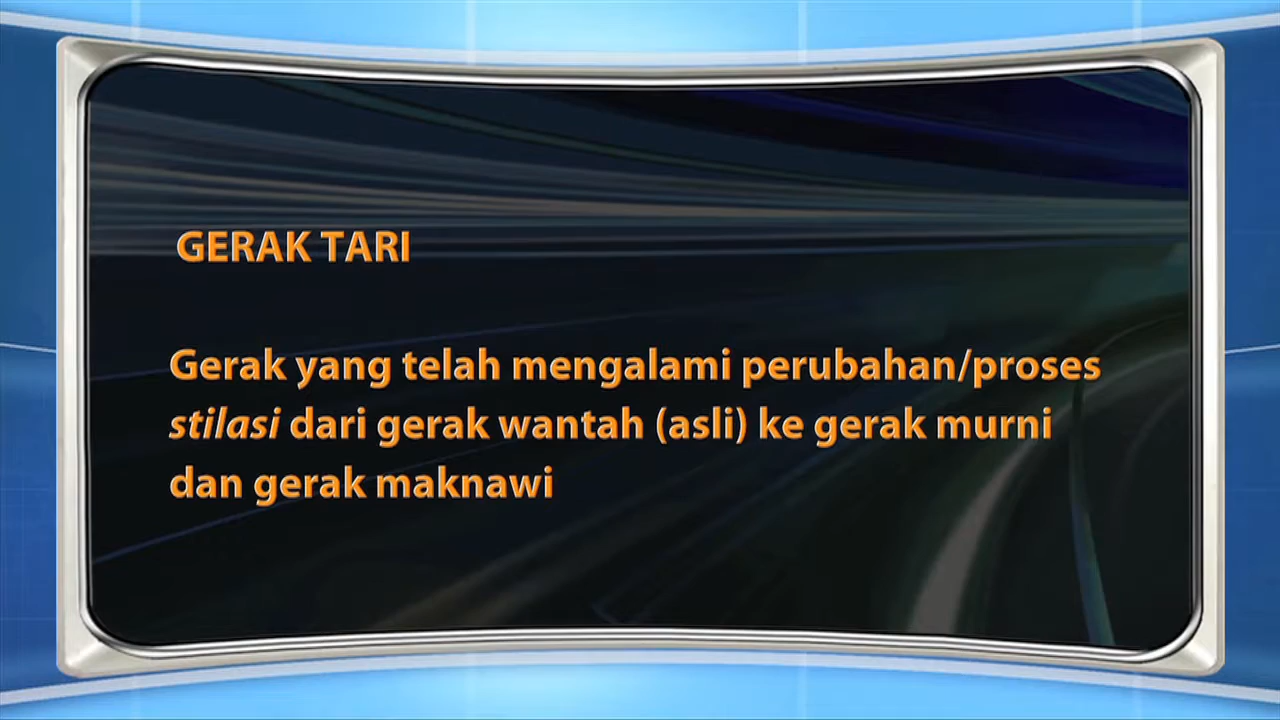 GERAK TARI
Gerak yang telah mengalami perubahan/proses
stilasi dari gerak wantah (asli) ke gerak murni
dan gerak maknawi